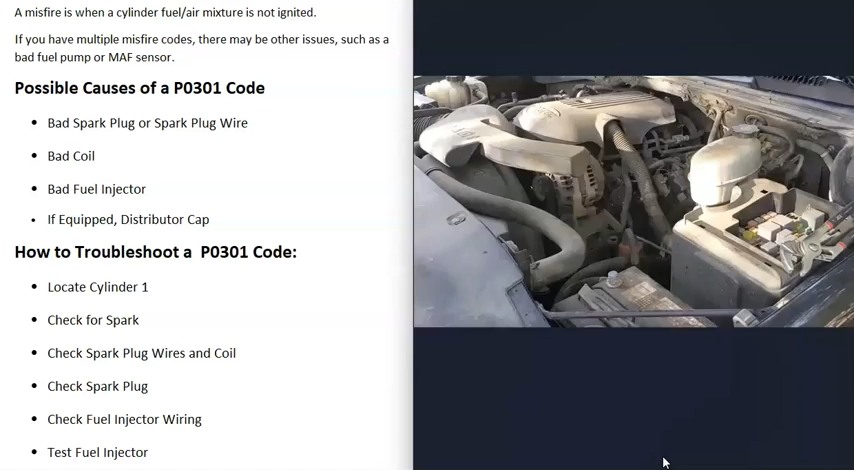 A misfire is when a cylinder fuel/air mixture is not ignited.
If you have multiple misfire codes, there may be other issues, such as a
bad fuel pump or MAF sensor.
Possible Causes of a P0301 Code
• Bad Spark Plug or Spark Plug Wire
• Bad Coil
• Bad Fuel Injector
• If Equipped, Distributor Cap
How to Troubleshoot a  P0301 Code:
• Locate Cylinder 1
• Check for Spark
• Check Spark Plug Wires and Coil
• Check Spark Plug
• Check Fuel Injector Wiring
• Test Fuel Injector